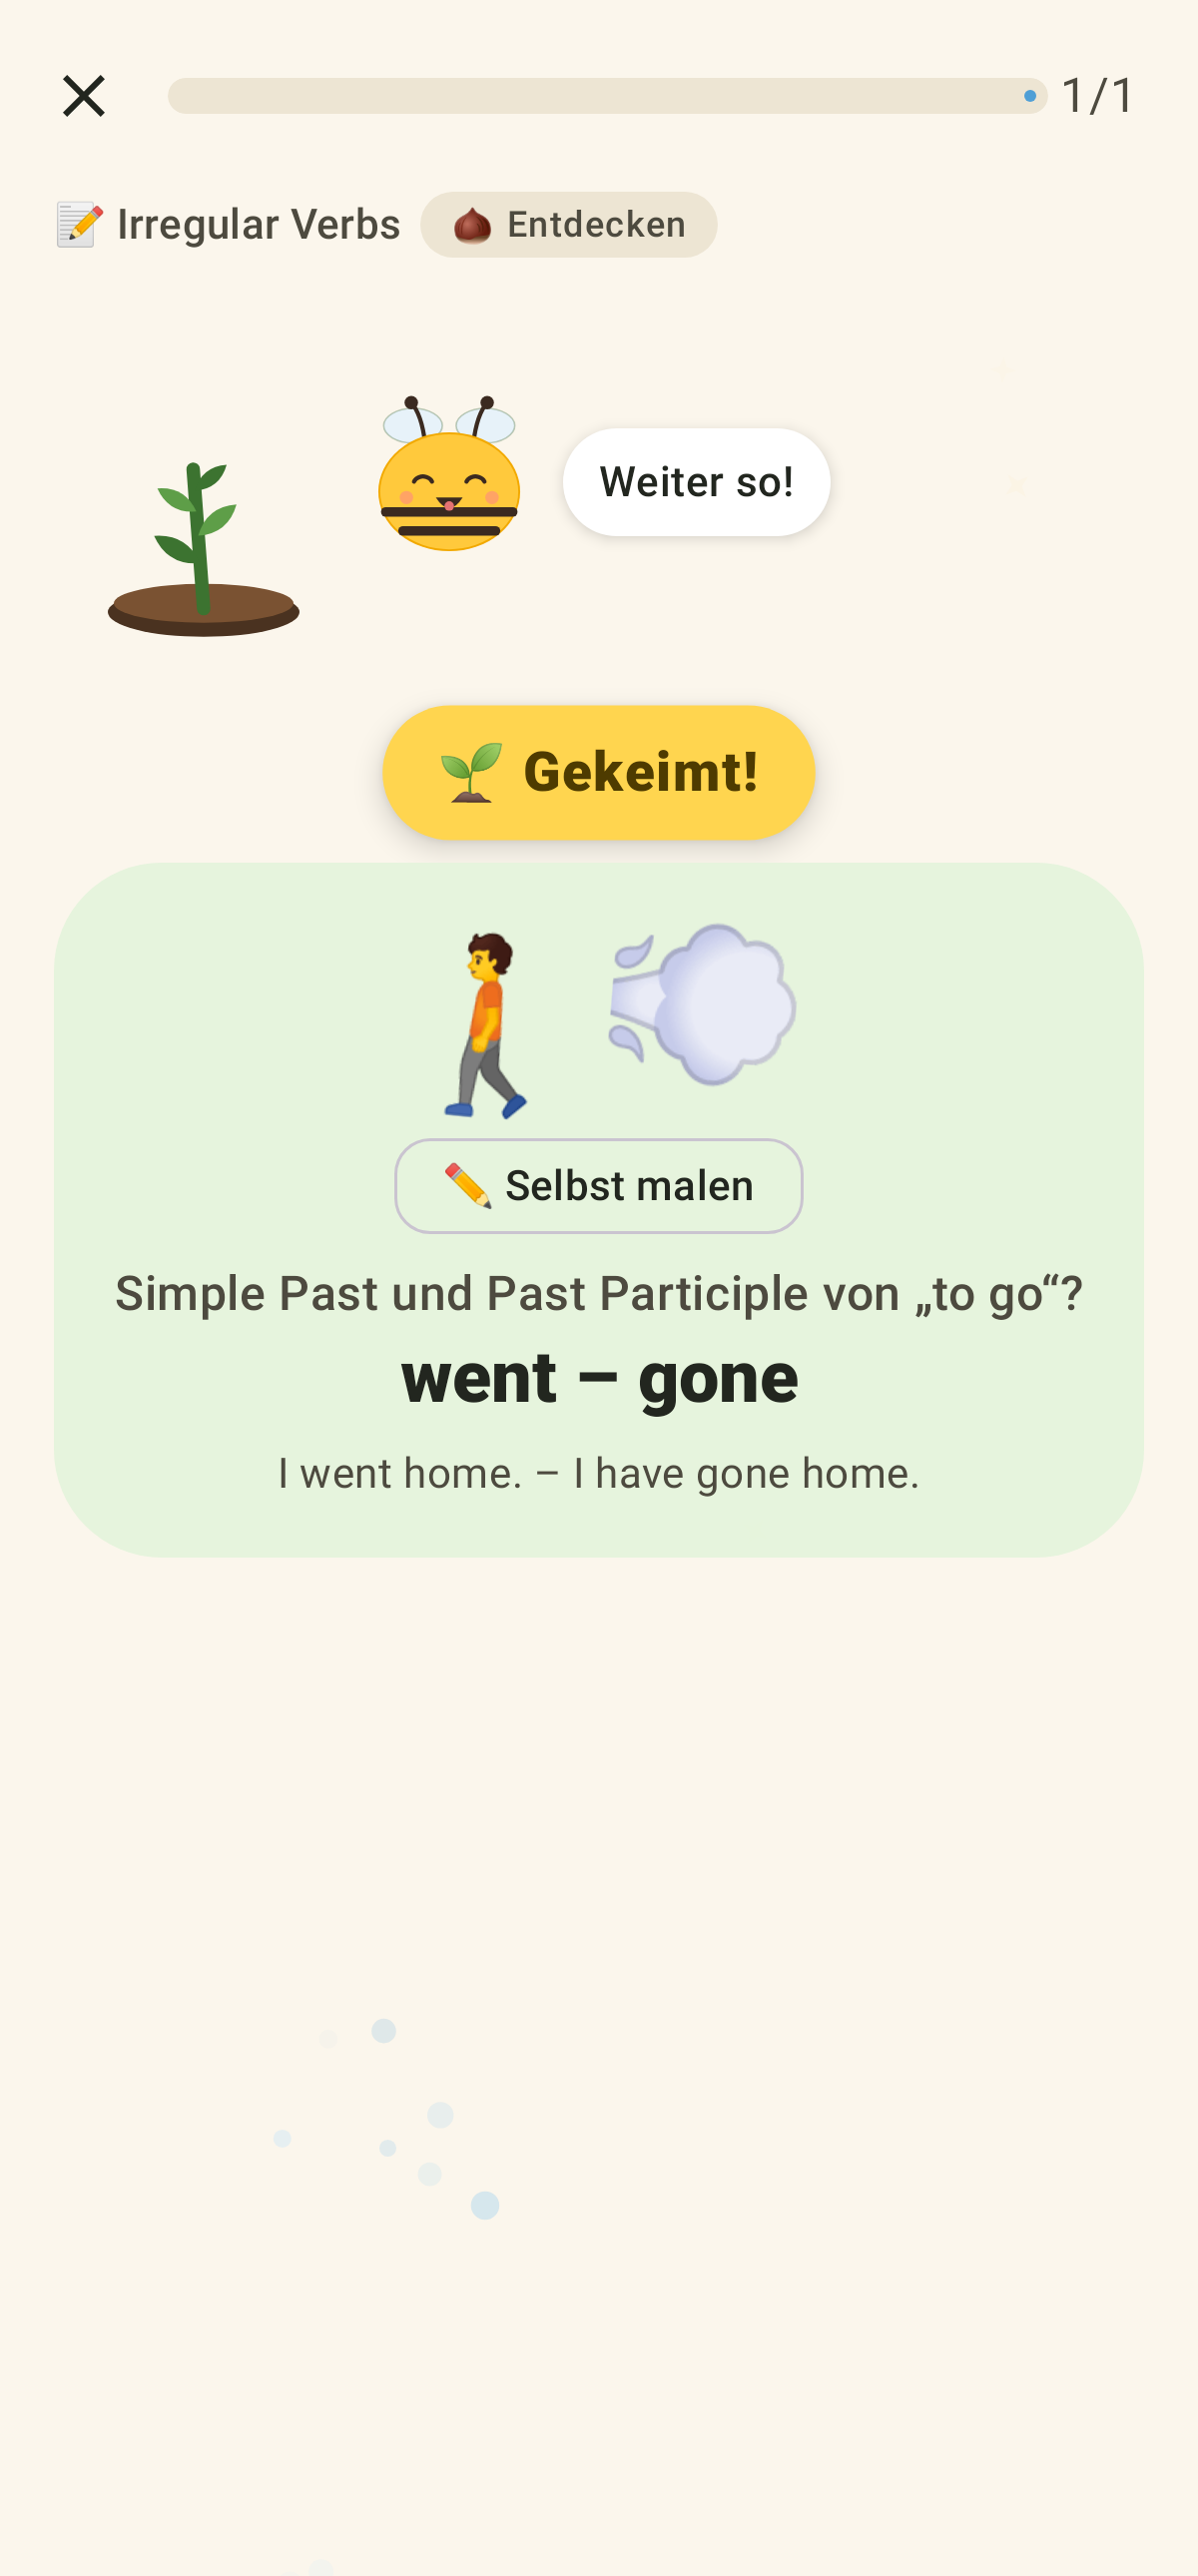 1/1
Irregular Verbs
Entdecken
Weiter so!
Gekeimt!
Selbst malen
Simple Past und Past Participle von „to go“?
went – gone
I went home. – I have gone home.